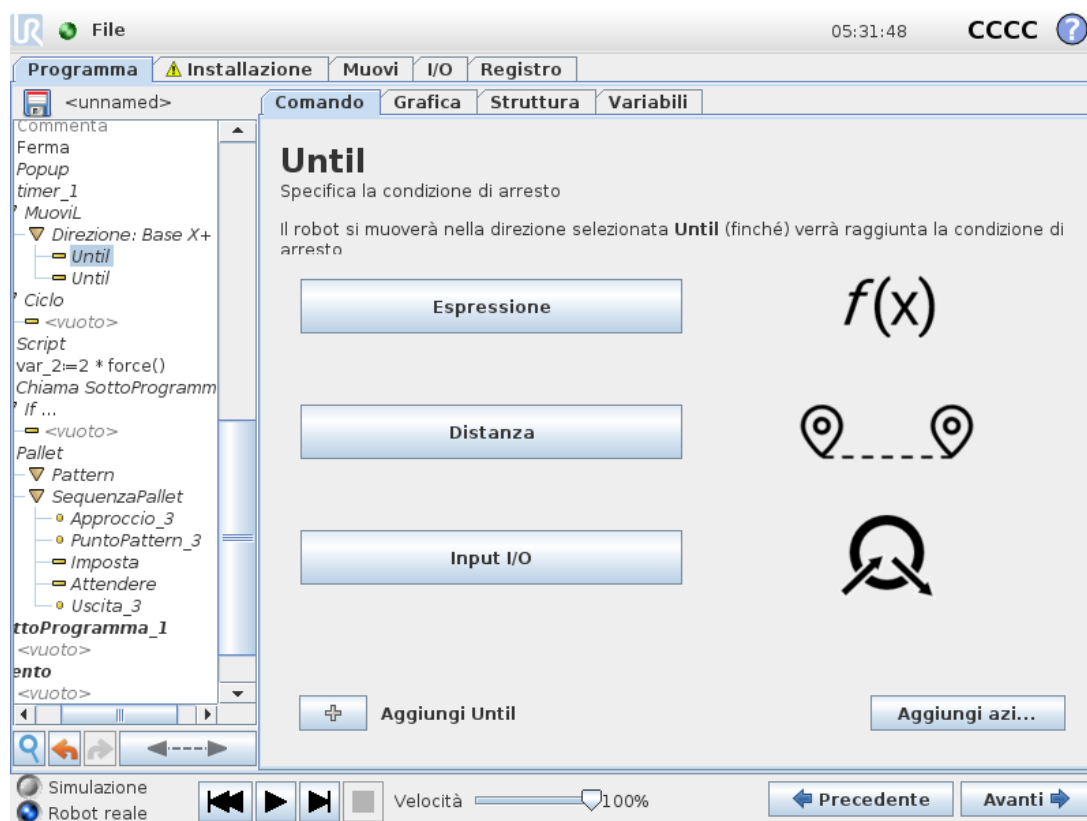 UR File 05:31:48 CCCC ?
Programma Installazione Muovi I/O Registro
<unnamed> Comando Grafica Struttura Variabili
Commenta
Ferma
Popup
timer_1
MuoviL
Direzione: Base X+
Until
Until
Ciclo
<vuoto>
Script
var_2:=2 * force()
Chiama SottoProgramm
If ...
<vuoto>
Pallet
Pattern
SequenzaPallet
Approccio_3
PuntoPattern_3
Imposta
Attendere
Uscita_3
ttoProgramma_1
<vuoto>
ento
<vuoto>
Until
Specifica la condizione di arresto
Il robot si muoverà nella direzione selezionata Until (finché) verrà raggiunta la condizione di
arresto
Espressione
f(x)
Distanza
Input I/O
Aggiungi Until
Aggiungi azi...
Simulazione
Robot reale
Velocità 100%
Precedente
Avanti